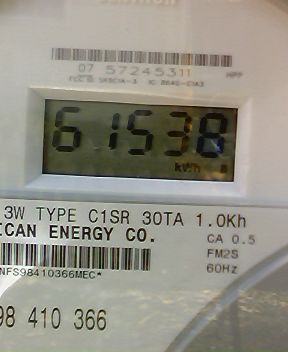 07 57245311 HPP
61538
kWh
3W TYPE C1SR 30TA 1.0Kh
ICAN ENERGY CO.
CA 0.5
FM2S
NFS98410366MEC*
60Hz
98 410 366